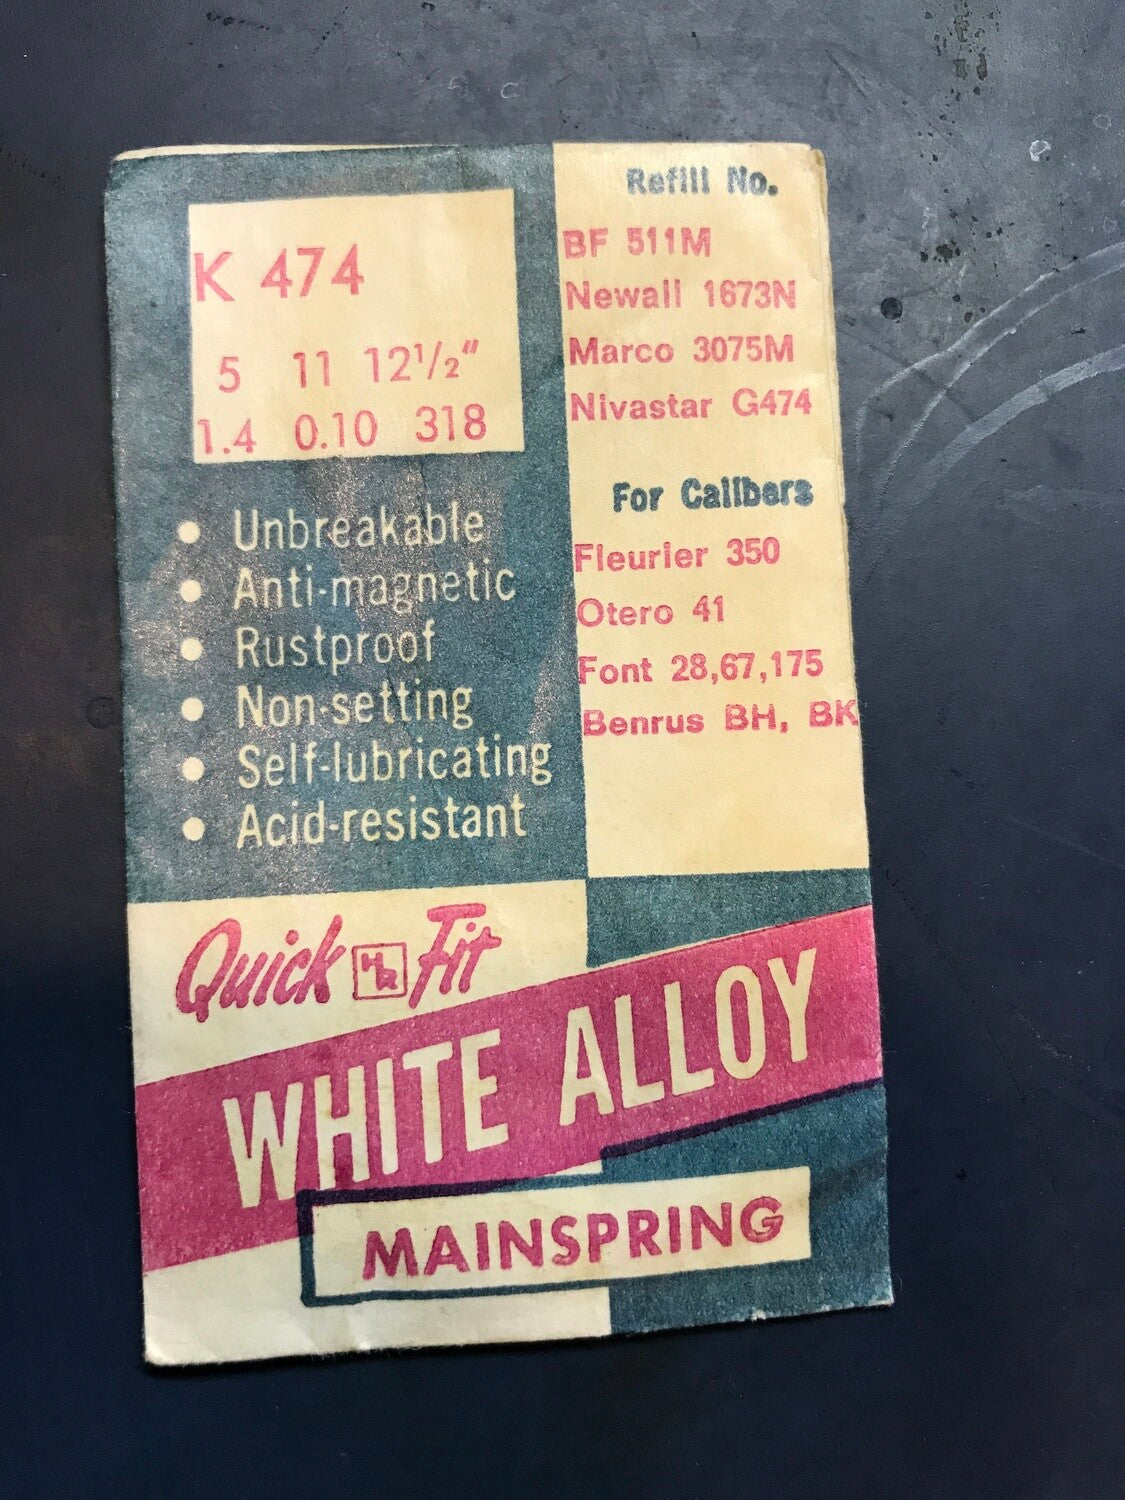 K 474
5 11 12½"
1.4 0.10 318
• Unbreakable
• Anti-magnetic
• Rustproof
• Non-setting
• Self-lubricating
• Acid-resistant
Refill No.
BF 511M
Newall 1673N
Marco 3075M
Nivastar G474
For Calibers
Fleurier 350
Otero 41
Font 28,67,175
Benrus BH, BK
Quick HR Fit
WHITE ALLOY
MAINSPRING